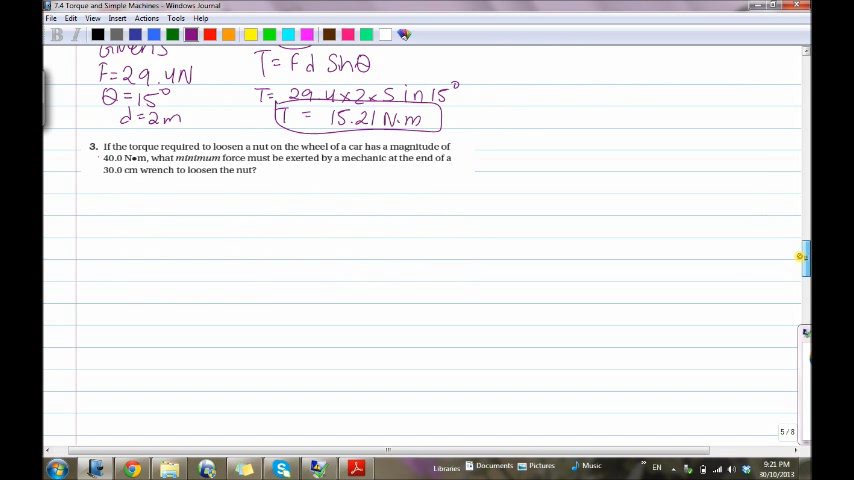 7.4 Torque and Simple Machines - Windows Journal
File Edit View Insert Actions Tools Help
B I
Givens
F=29.4N
θ=15°
d=2m
T= Fd Sinθ
T= 29.4x2xSin15°
T = 15.21 N.m
3. If the torque required to loosen a nut on the wheel of a car has a magnitude of
40.0 N•m, what minimum force must be exerted by a mechanic at the end of a
30.0 cm wrench to loosen the nut?
5 / 8
Libraries » Documents » Pictures » Music » EN
9:21 PM
30/10/2013